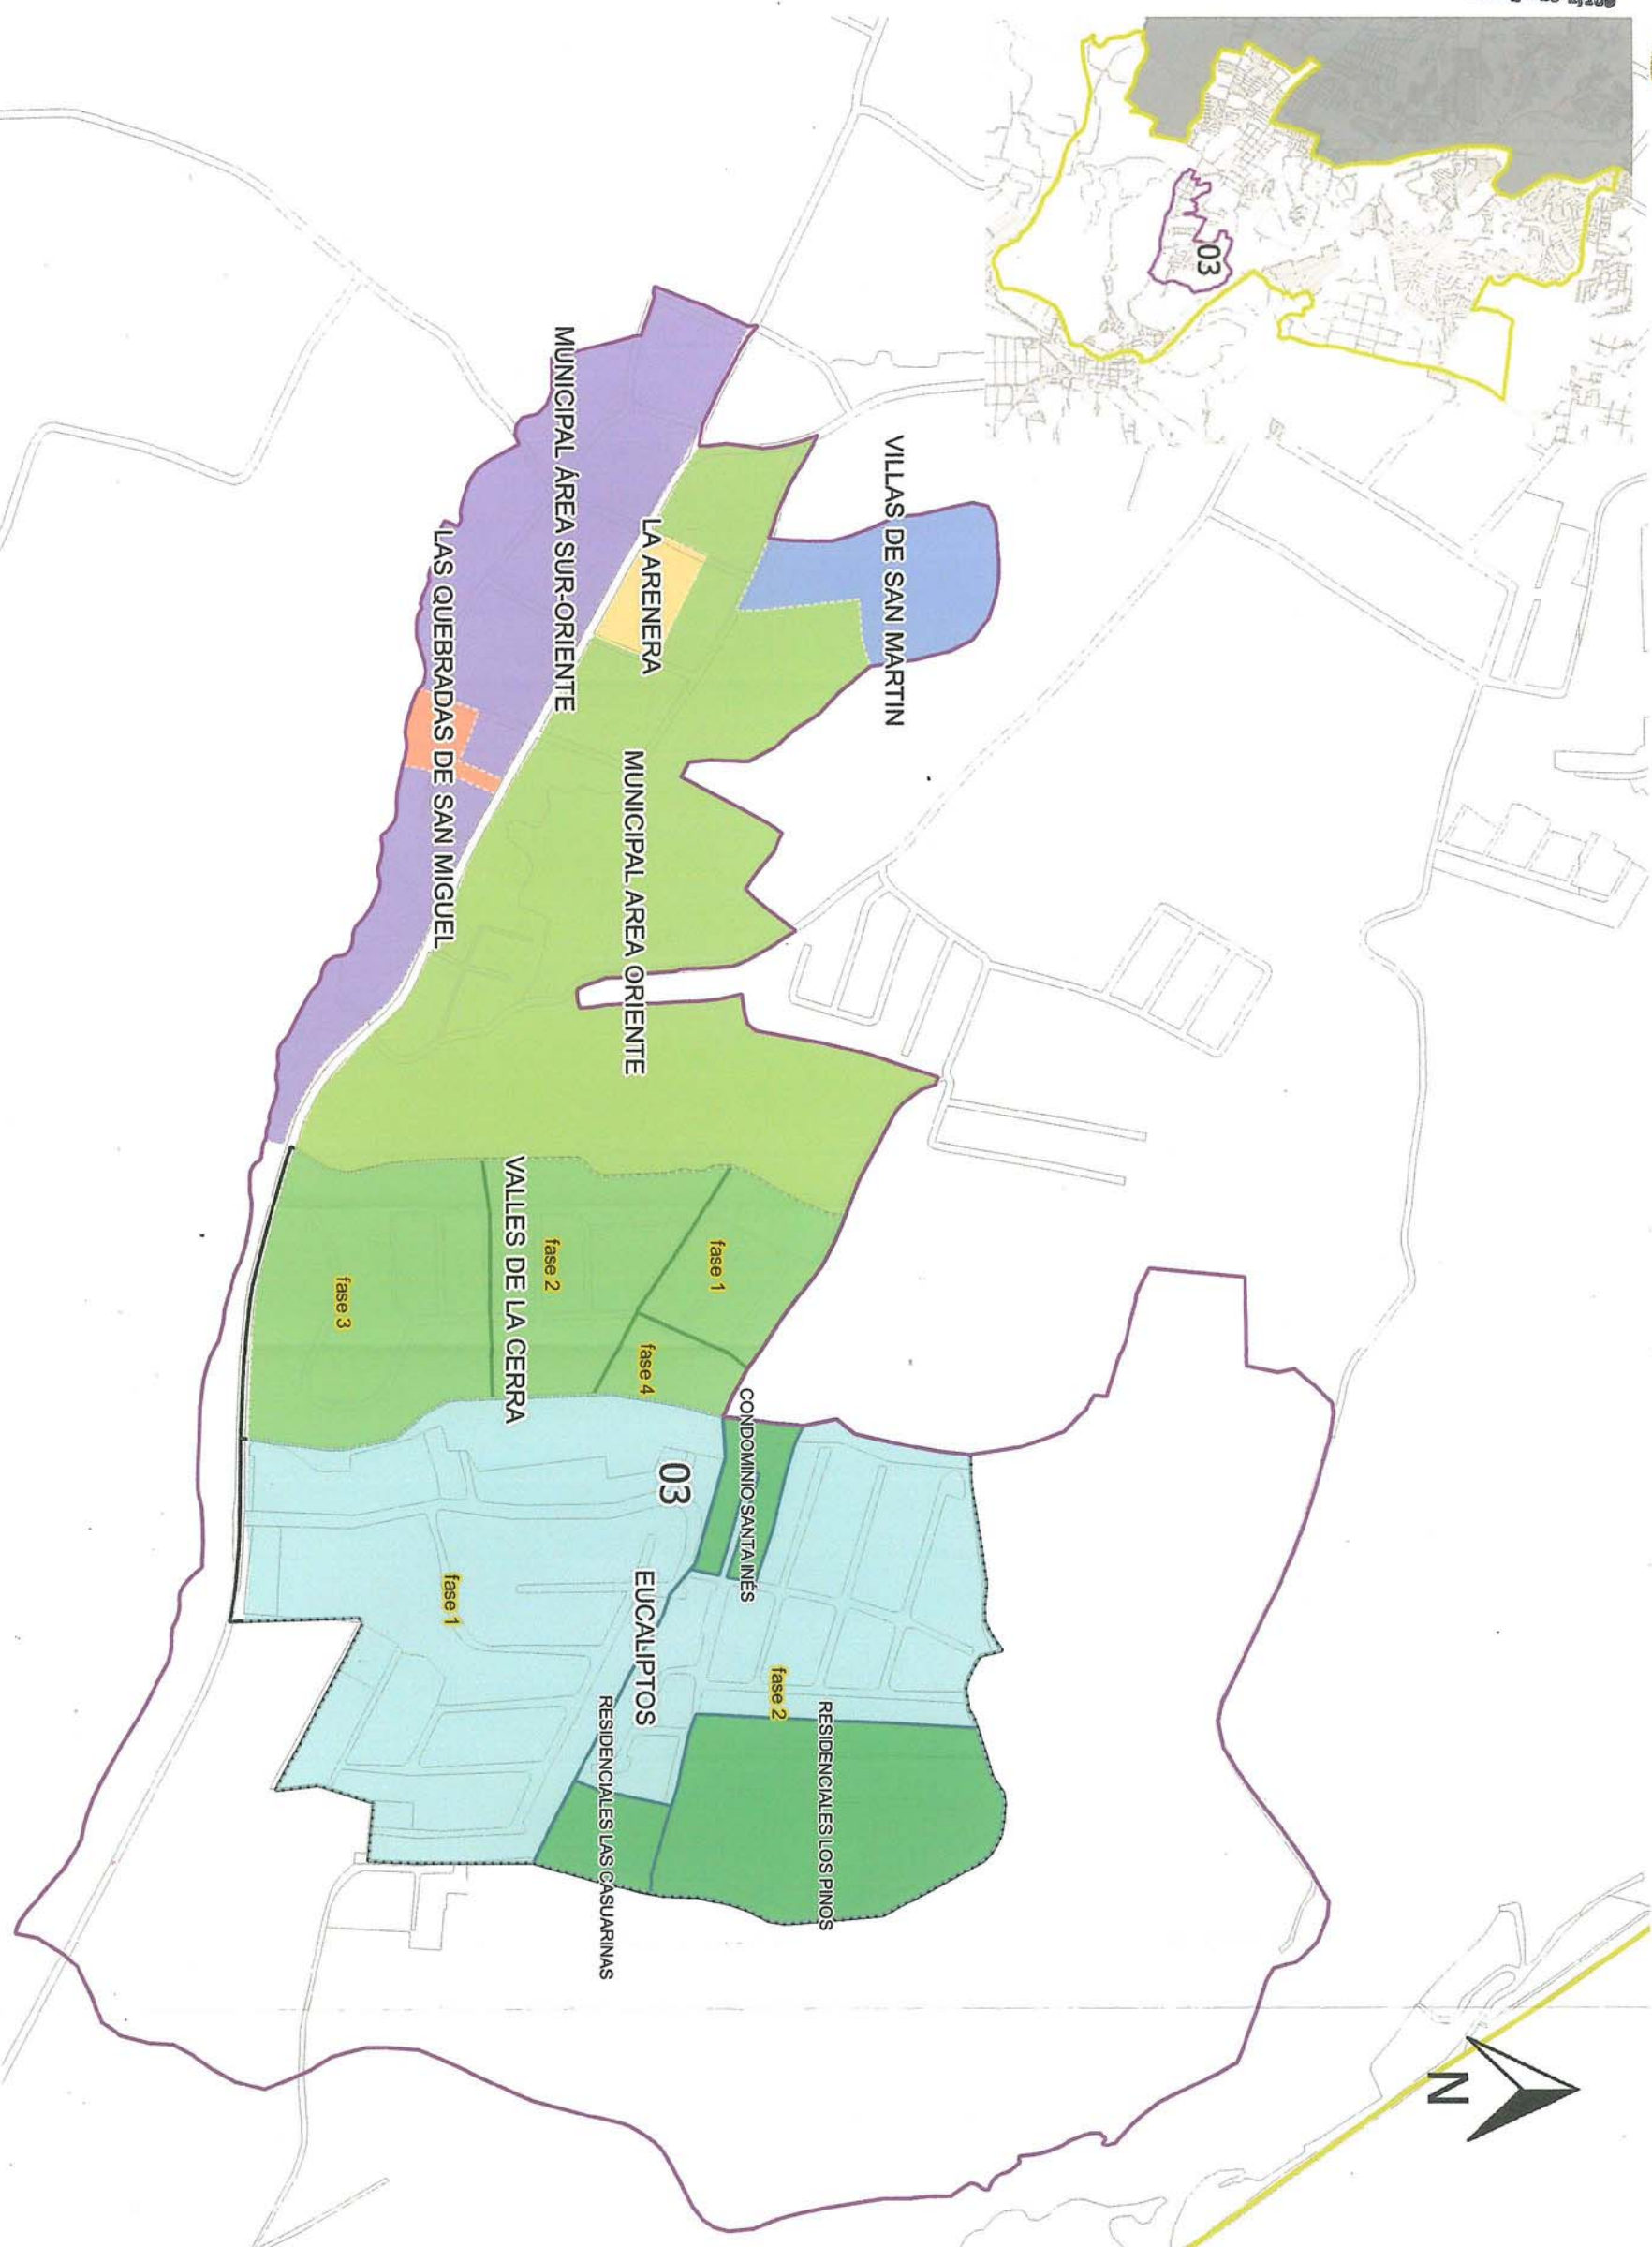 03
VILLAS DE SAN MARTIN
LA ARENERA
MUNICIPAL ÁREA SUR-ORIENTE
MUNICIPAL AREA ORIENTE
LAS QUEBRADAS DE SAN MIGUEL
fase 1
fase 2
fase 4
VALLES DE LA CERRA
fase 3
CONDOMINIO SANTA INÉS
03
EUCALIPTOS
fase 2
fase 1
RESIDENCIALES LOS PINOS
RESIDENCIALES LAS CASUARINAS
N